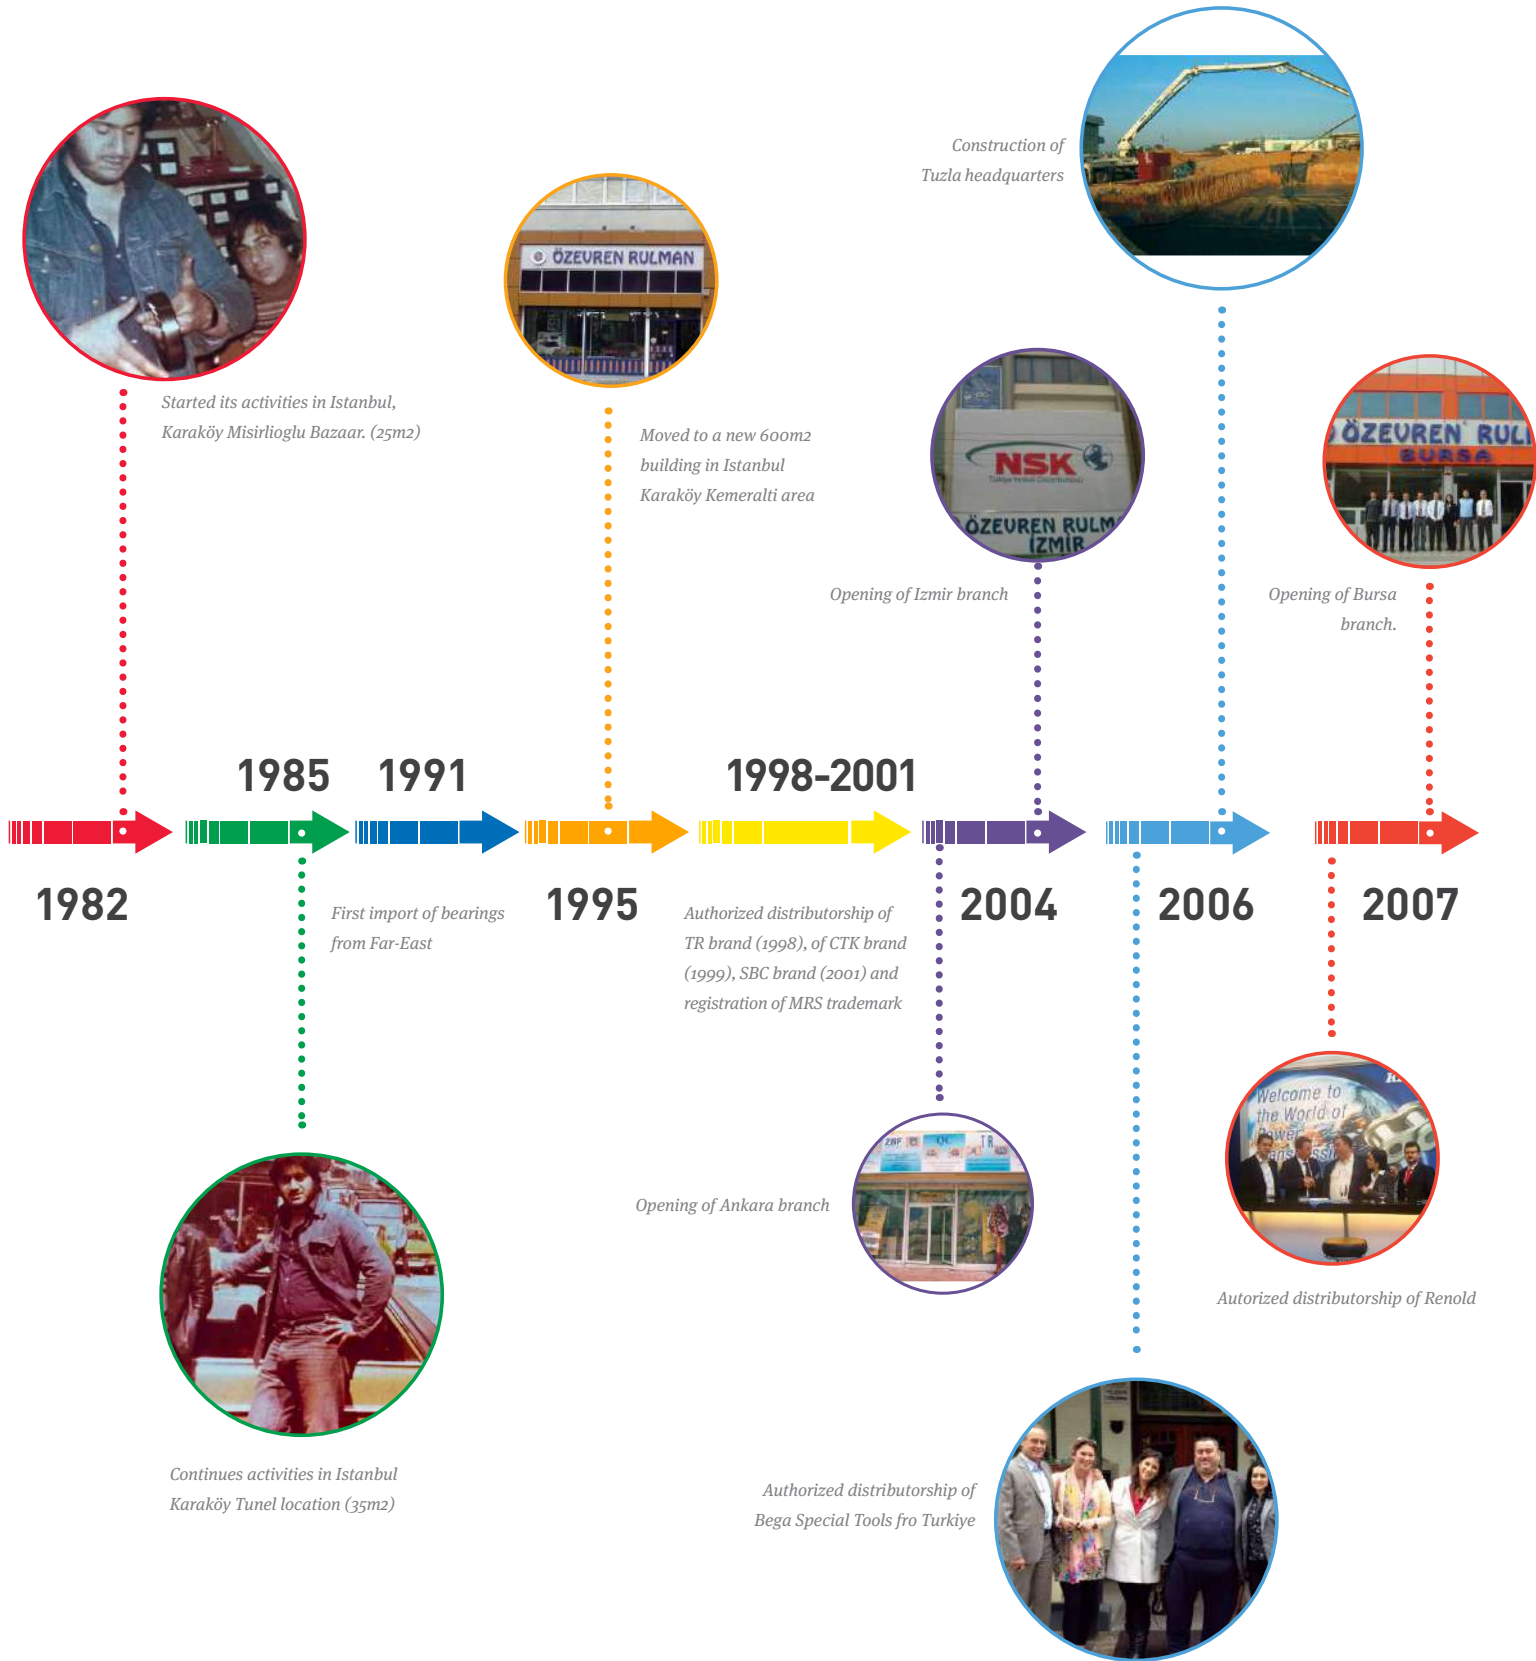 Construction of
Tuzla headquarters
ÖZEVREN RULMAN
Started its activities in Istanbul,
Karaköy Misirlioglu Bazaar. (25m2)
Moved to a new 600m2
building in Istanbul
Karaköy Kemeralti area
NSK
ÖZEVREN RULM
İZMİR
ÖZEVREN RUL
BURSA
Opening of Izmir branch
Opening of Bursa
branch.
1985
1991
1998-2001
1982
1995
2004
2006
2007
First import of bearings
from Far-East
Authorized distributorship of
TR brand (1998), of CTK brand
(1999), SBC brand (2001) and
registration of MRS trademark
Welcome to
the World of
Power
ZBF
TR
Opening of Ankara branch
Autorized distributorship of Renold
Continues activities in Istanbul
Karaköy Tunel location (35m2)
Authorized distributorship of
Bega Special Tools fro Turkiye